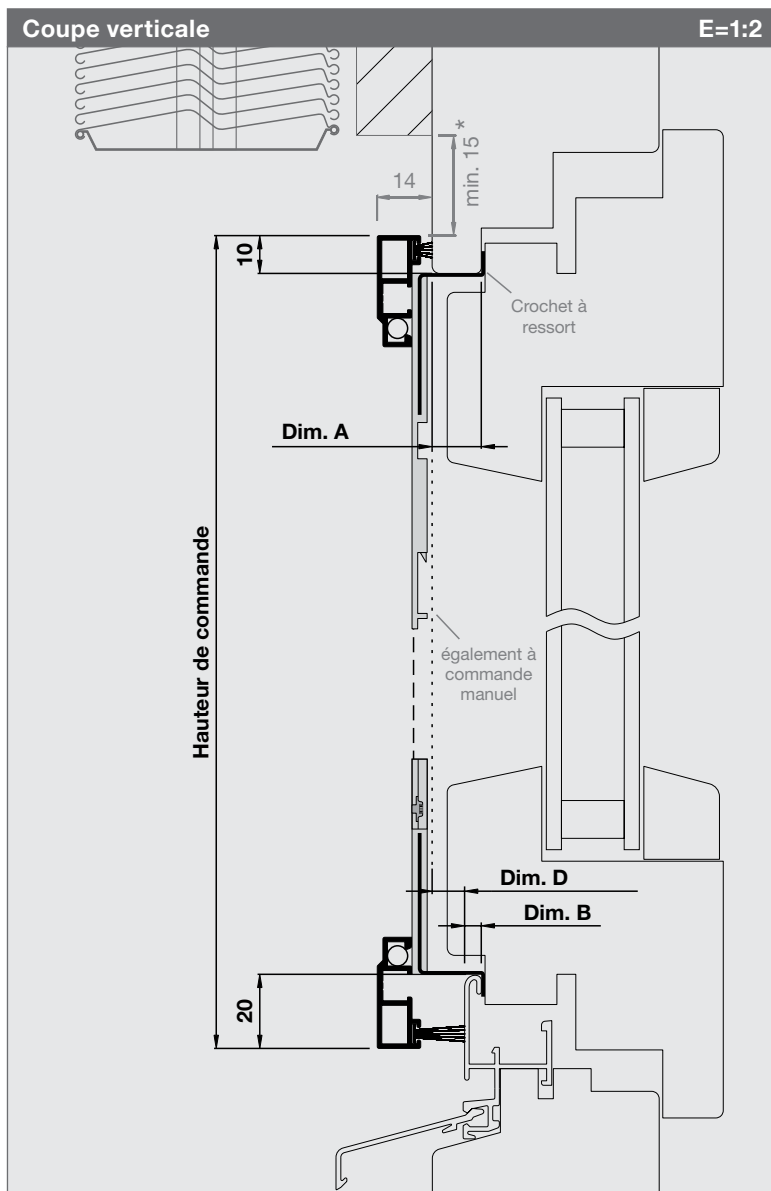 Coupe verticale
E=1:2
14
min. 15*
10
Crochet à
ressort
Dim. A
Hauteur de commande
également à
commande
manuel
Dim. D
Dim. B
20